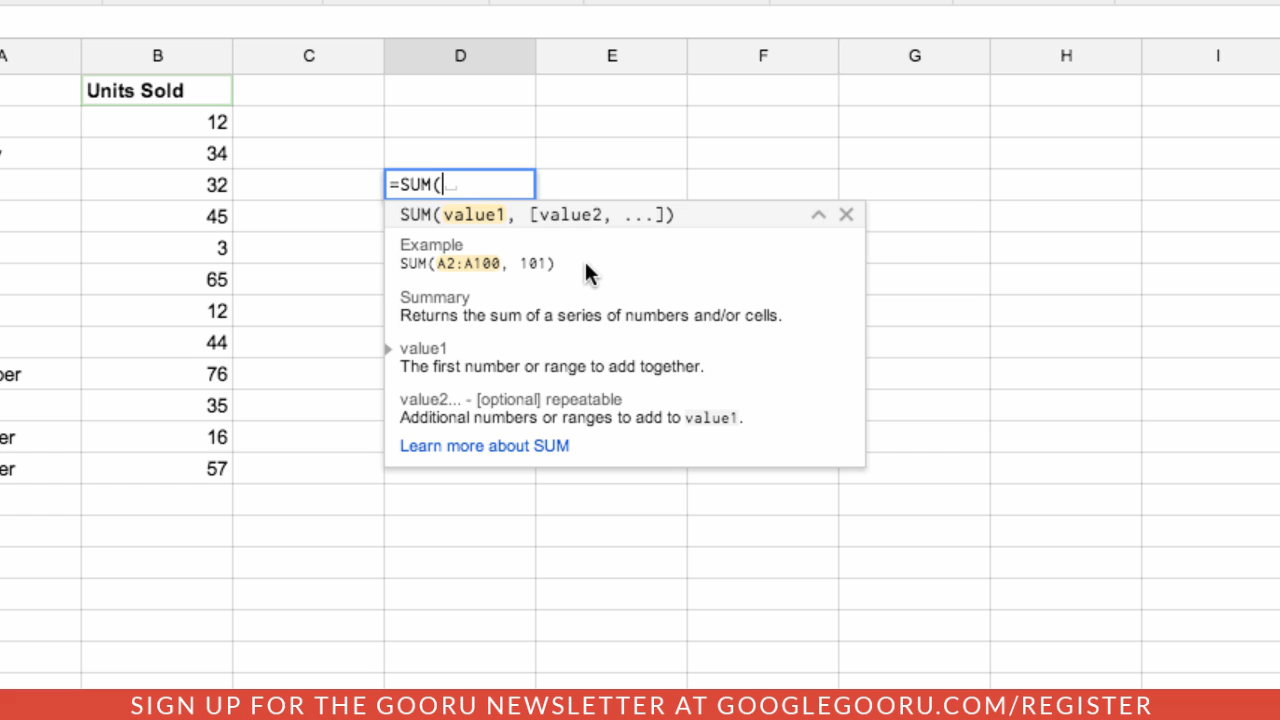 A B C D E F G H I
Units Sold
12
34
32 =SUM(
45
3
65
12
44
76
35
16
57
SUM(value1, [value2, ...])
Example
SUM(A2:A100, 101)
Summary
Returns the sum of a series of numbers and/or cells.
value1
The first number or range to add together.
value2... - [optional] repeatable
Additional numbers or ranges to add to value1.
Learn more about SUM
SIGN UP FOR THE GOORU NEWSLETTER AT GOOGLEGOORU.COM/REGISTER